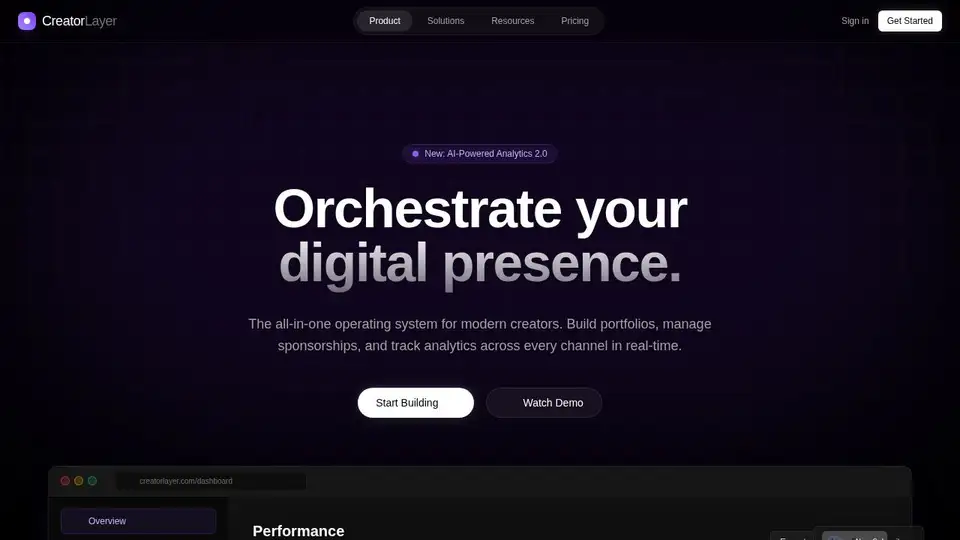 CreatorLayer
Product Solutions Resources Pricing
Sign in Get Started
New: AI-Powered Analytics 2.0
Orchestrate your
digital presence.
The all-in-one operating system for modern creators. Build portfolios, manage
sponsorships, and track analytics across every channel in real-time.
Start Building Watch Demo
creatorlayer.com/dashboard
Overview
Performance